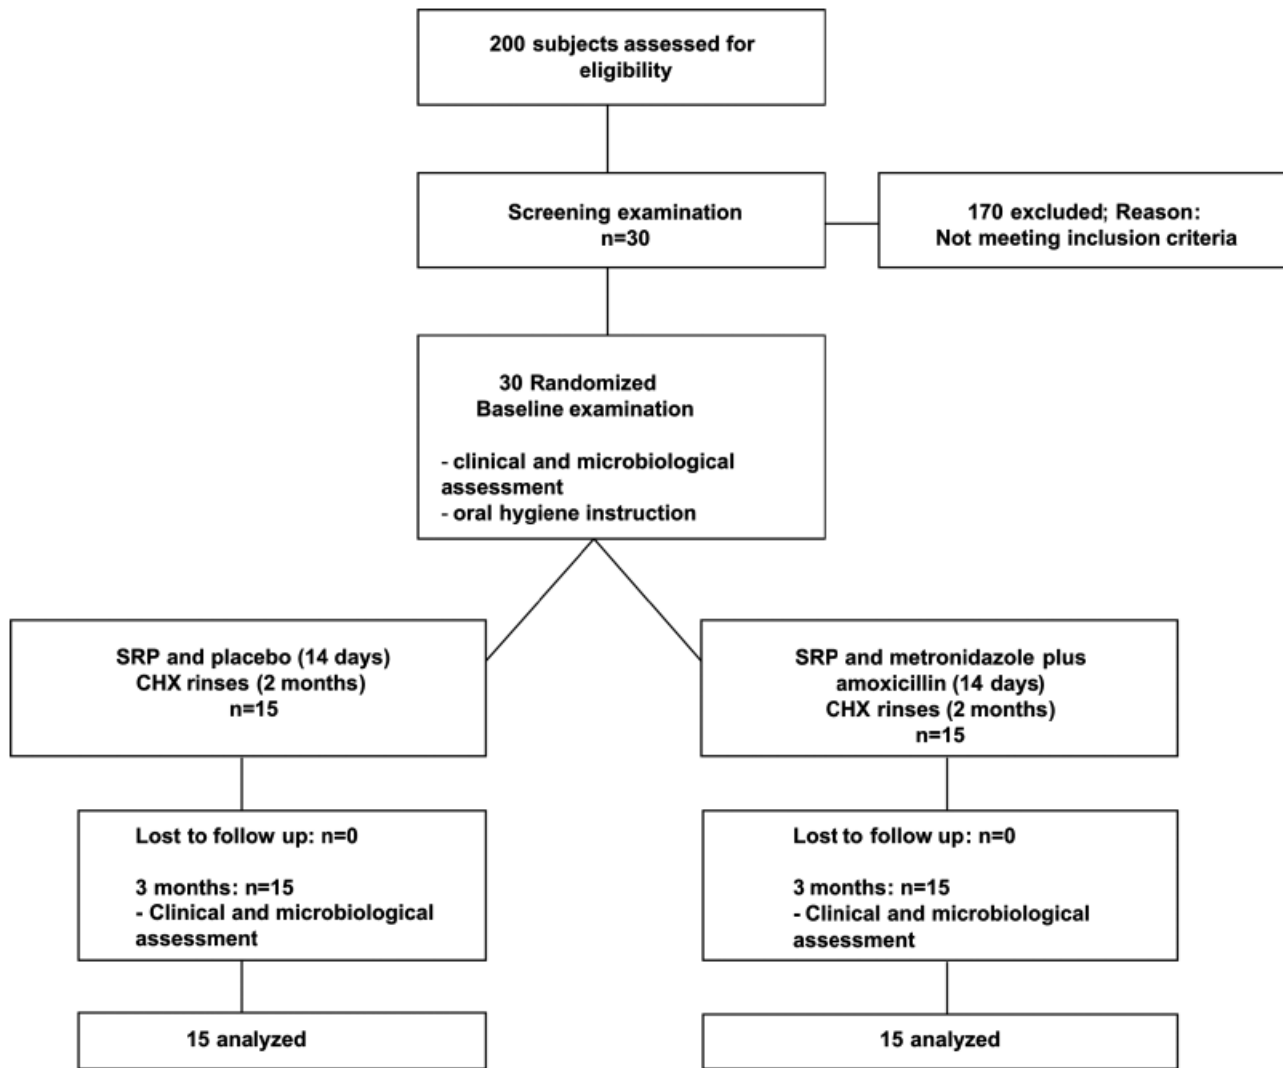 200 subjects assessed for
eligibility
Screening examination
n=30
170 excluded; Reason:
Not meeting inclusion criteria
30 Randomized
Baseline examination
- clinical and microbiological
assessment
- oral hygiene instruction
SRP and placebo (14 days)
CHX rinses (2 months)
n=15
SRP and metronidazole plus
amoxicillin (14 days)
CHX rinses (2 months)
n=15
Lost to follow up: n=0
3 months: n=15
- Clinical and microbiological
assessment
Lost to follow up: n=0
3 months: n=15
- Clinical and microbiological
assessment
15 analyzed
15 analyzed